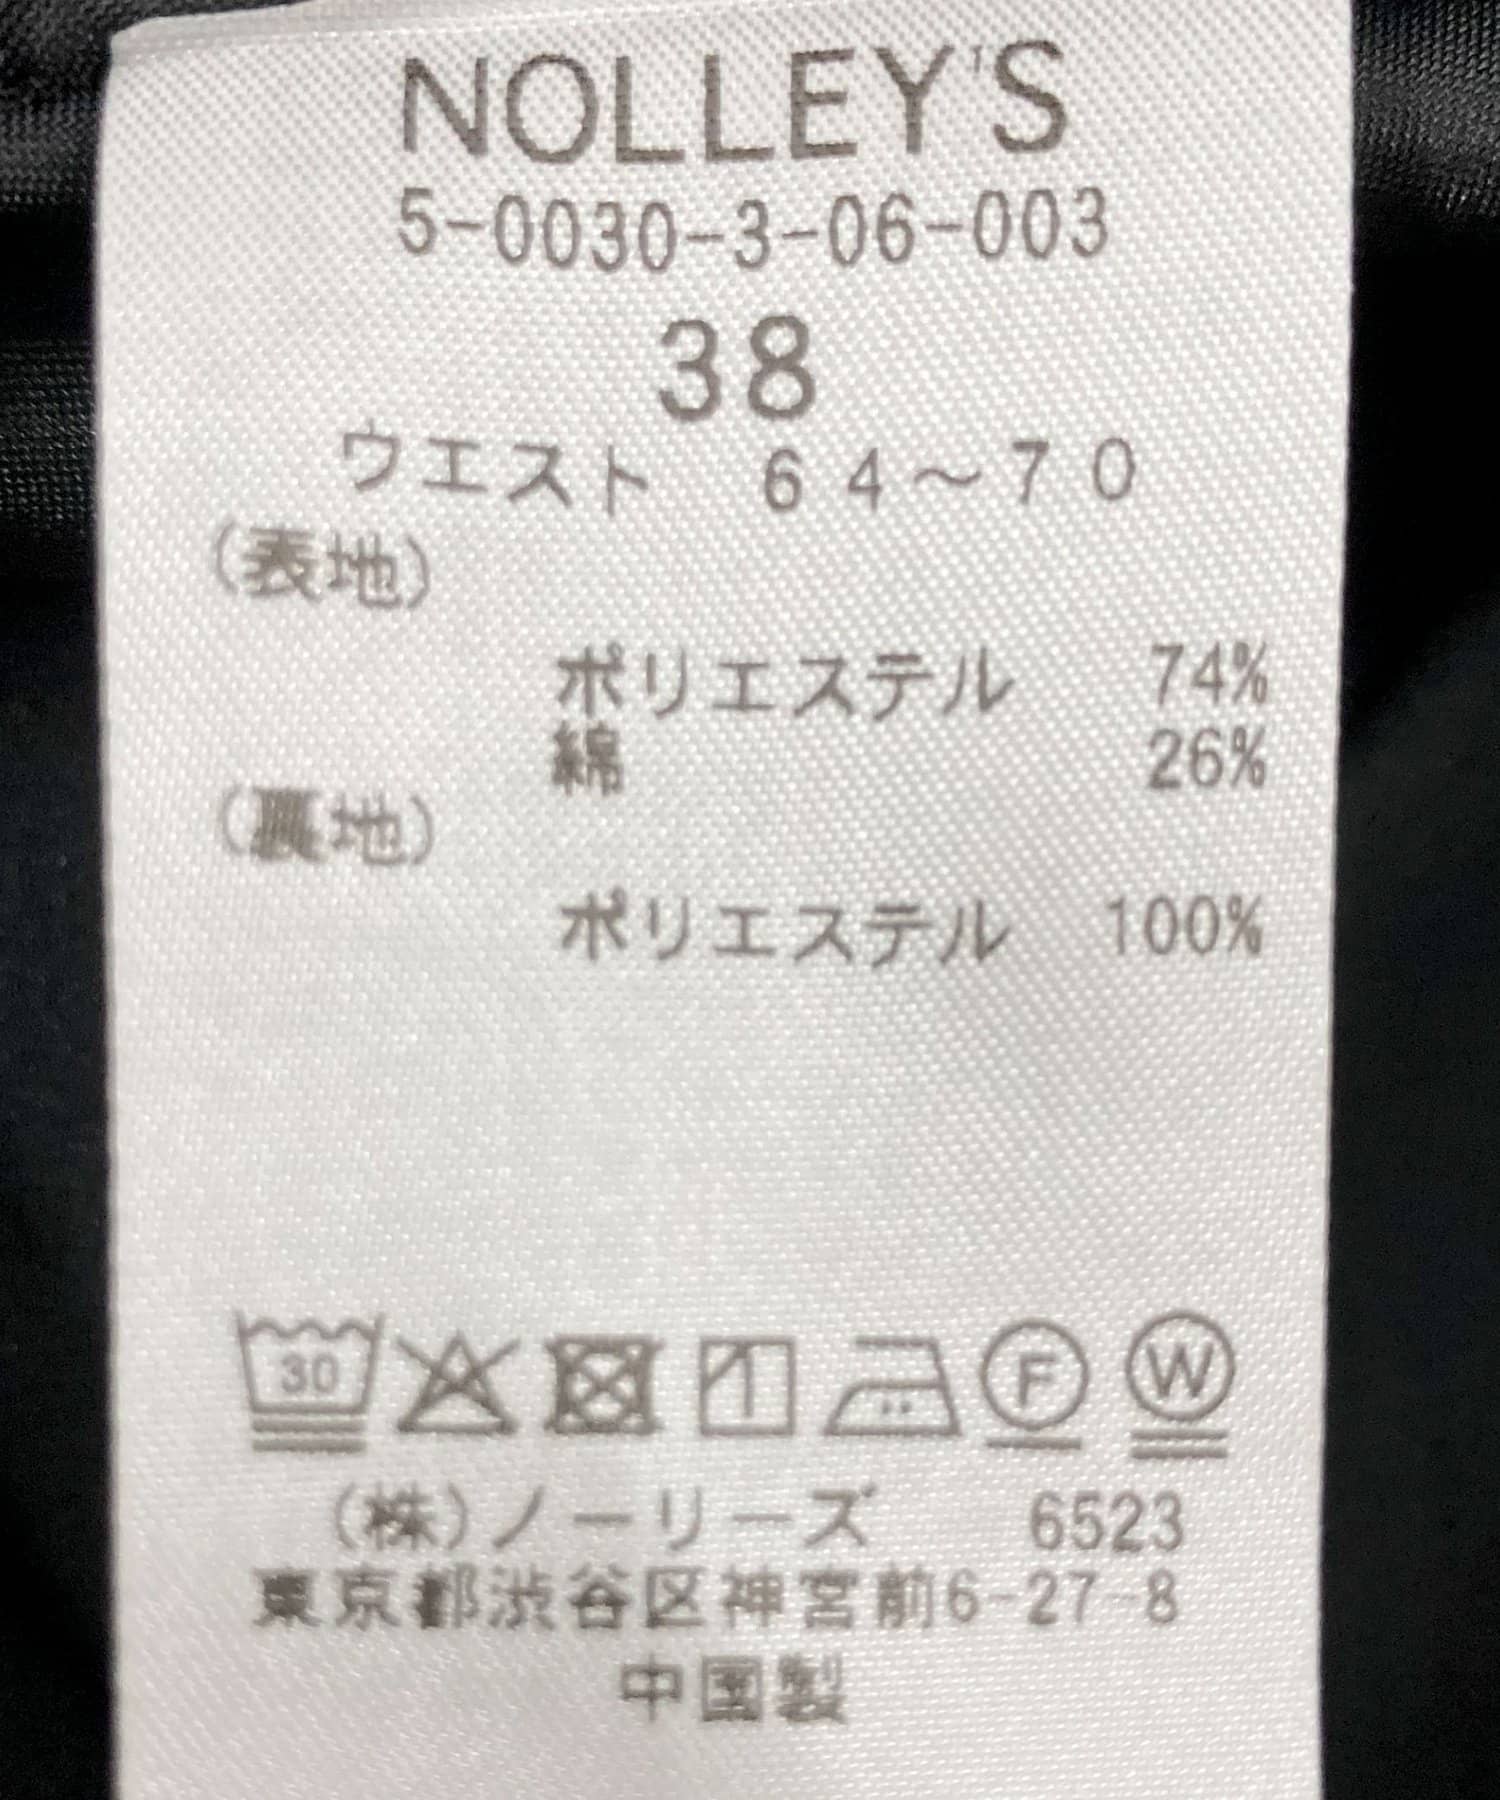 NOLLEY'S
5-0030-3-06-003
38
ウエスト 64～70
(表地)
ポリエステル 74%
綿 26%
(裏地)
ポリエステル 100%
30 F W
(株)ノーリーズ 6523
東京都渋谷区神宮前6-27-8
中国製